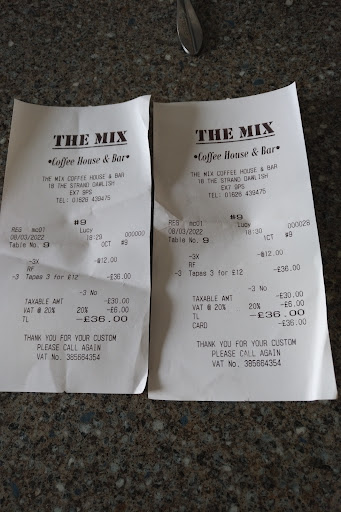 THE MIX
•Coffee House & Bar•
THE MIX COFFEE HOUSE & BAR
18 THE STRAND DAWLISH
EX7 9PS
TEL: 01626 439475
#9
REG mc01 Lucy 000000
08/03/2022 18:29 OCT #9
Table No. 9
-3X -@12.00
RF
-3 Tapas 3 for £12 -£36.00
-3 No
TAXABLE AMT -£30.00
VAT @ 20% 20% -£6.00
TL -£36.00
THANK YOU FOR YOUR CUSTOM
PLEASE CALL AGAIN
VAT No. 385664354
THE MIX
•Coffee House & Bar•
THE MIX COFFEE HOUSE & BAR
18 THE STRAND DAWLISH
EX7 9PS
TEL: 01626 439475
#9
REG mc01 Lucy 000028
08/03/2022 18:30 1CT #9
Table No. 9
-3X -@12.00
RF
-3 Tapas 3 for £12 -£36.00
-3 No
TAXABLE AMT -£30.00
VAT @ 20% 20% -£6.00
TL -£36.00
CARD -£36.00
THANK YOU FOR YOUR CUSTOM
PLEASE CALL AGAIN
VAT No. 385664354